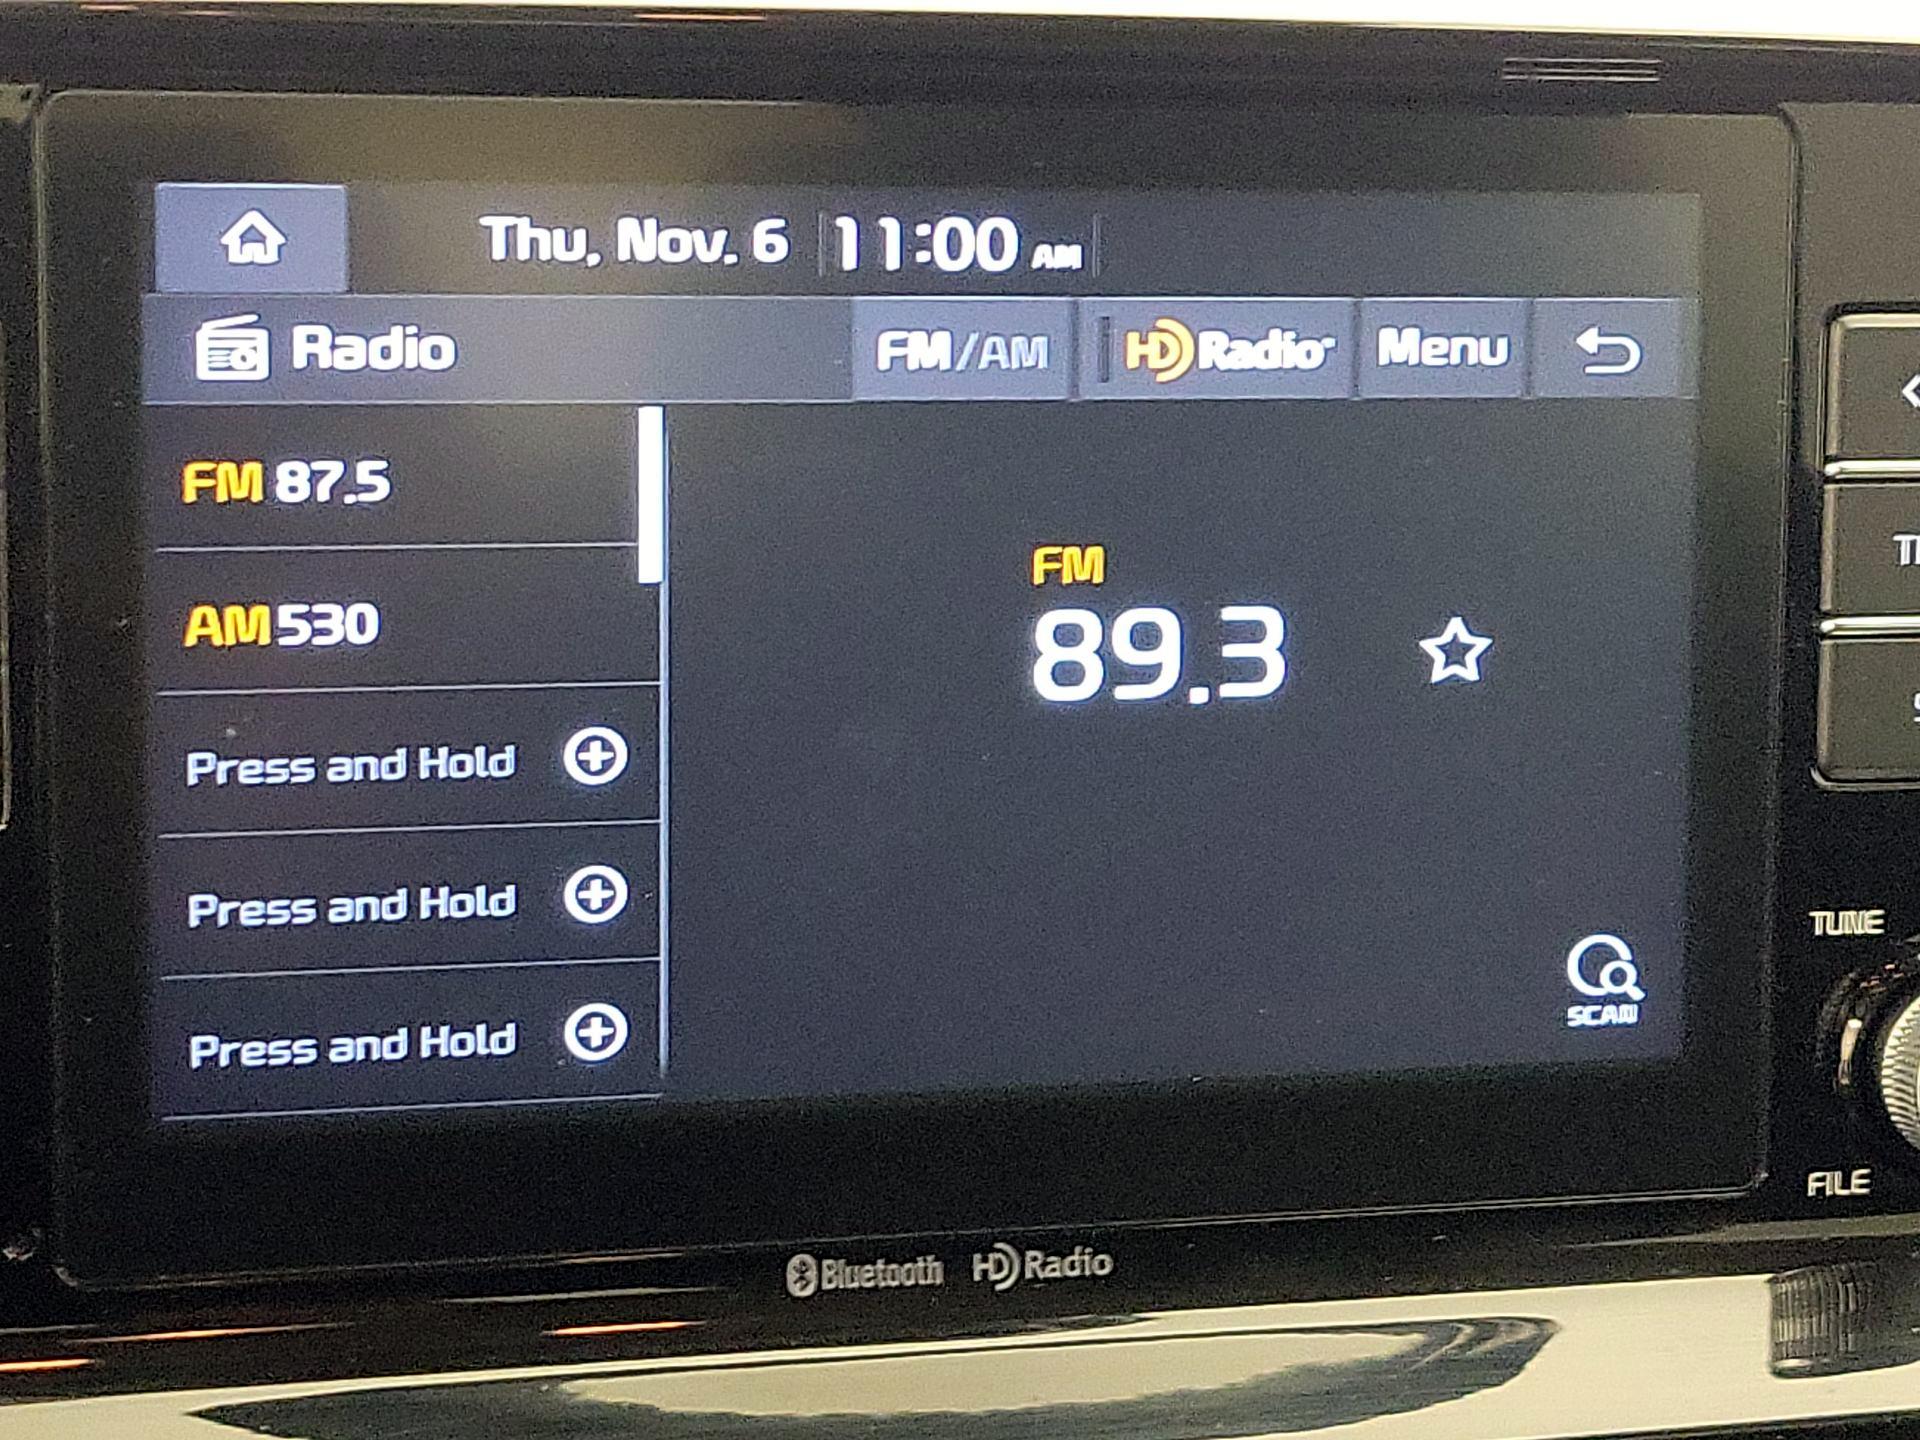 Thu, Nov. 6 11:00 AM
Radio FM/AM HD Radio Menu
FM 87.5
AM 530
Press and Hold
Press and Hold
Press and Hold
FM
89.3
SCAN
TUNE
FILE
Bluetooth HD Radio